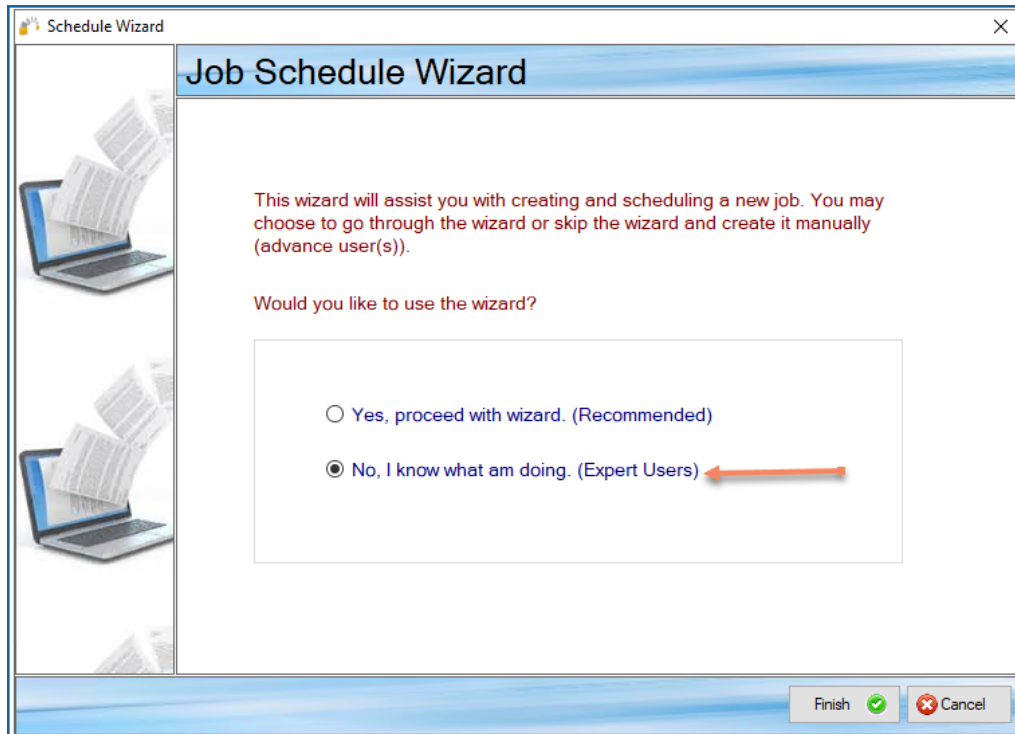 Schedule Wizard
Job Schedule Wizard
This wizard will assist you with creating and scheduling a new job. You may
choose to go through the wizard or skip the wizard and create it manually
(advance user(s)).
Would you like to use the wizard?
Yes, proceed with wizard. (Recommended)
No, I know what am doing. (Expert Users)
Finish
Cancel